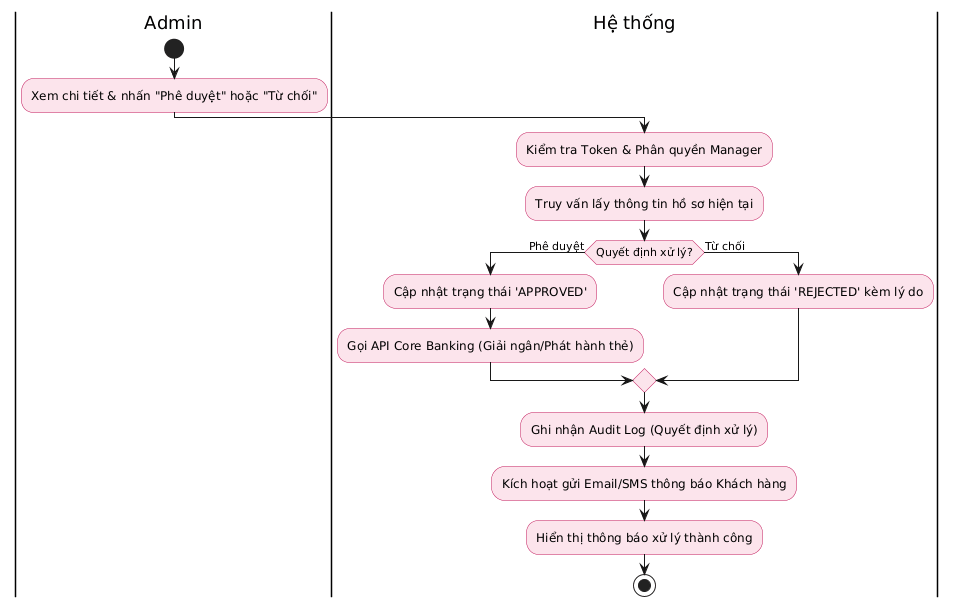 Admin
Hệ thống
Xem chi tiết & nhấn "Phê duyệt" hoặc "Từ chối"
Kiểm tra Token & Phân quyền Manager
Truy vấn lấy thông tin hồ sơ hiện tại
Phê duyệt
Quyết định xử lý?
Từ chối
Cập nhật trạng thái 'APPROVED'
Cập nhật trạng thái 'REJECTED' kèm lý do
Gọi API Core Banking (Giải ngân/Phát hành thẻ)
Ghi nhận Audit Log (Quyết định xử lý)
Kích hoạt gửi Email/SMS thông báo Khách hàng
Hiển thị thông báo xử lý thành công